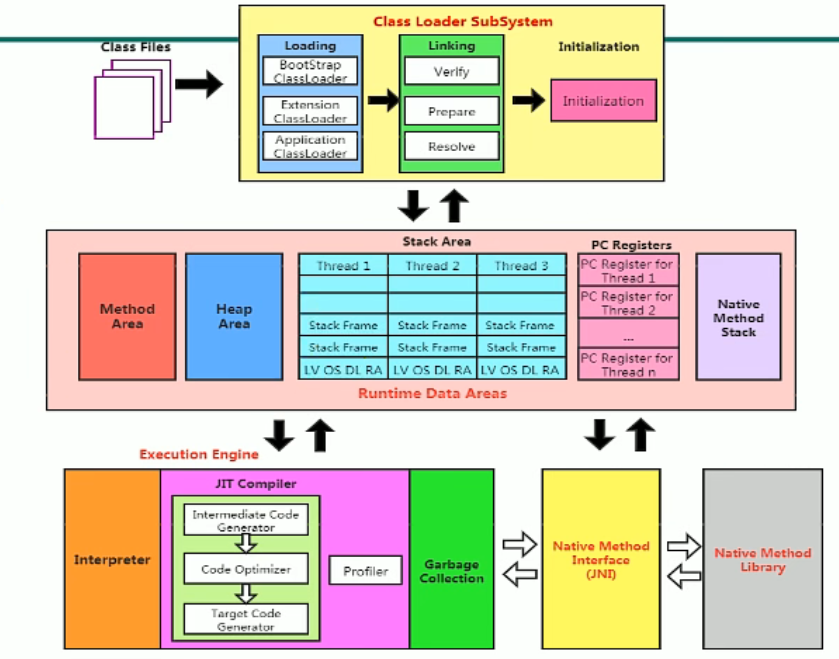 Class Loader SubSystem
Class Files
Loading
BootStrap
ClassLoader
Extension
ClassLoader
Application
ClassLoader
Linking
Verify
Prepare
Resolve
Initialization
Initialization
Stack Area
PC Registers
Method
Area
Heap
Area
Thread 1
Thread 2
Thread 3
Stack Frame
Stack Frame
Stack Frame
Stack Frame
Stack Frame
Stack Frame
LV OS DL RA
LV OS DL RA
LV OS DL RA
PC Register for
Thread 1
PC Register for
Thread 2
...
PC Register for
Thread n
Native
Method
Stack
Runtime Data Areas
Execution Engine
Interpreter
JIT Compiler
Intermediate Code
Generator
Code Optimizer
Target Code
Generator
Profiler
Garbage
Collection
Native Method
Interface
(JNI)
Native Method
Library